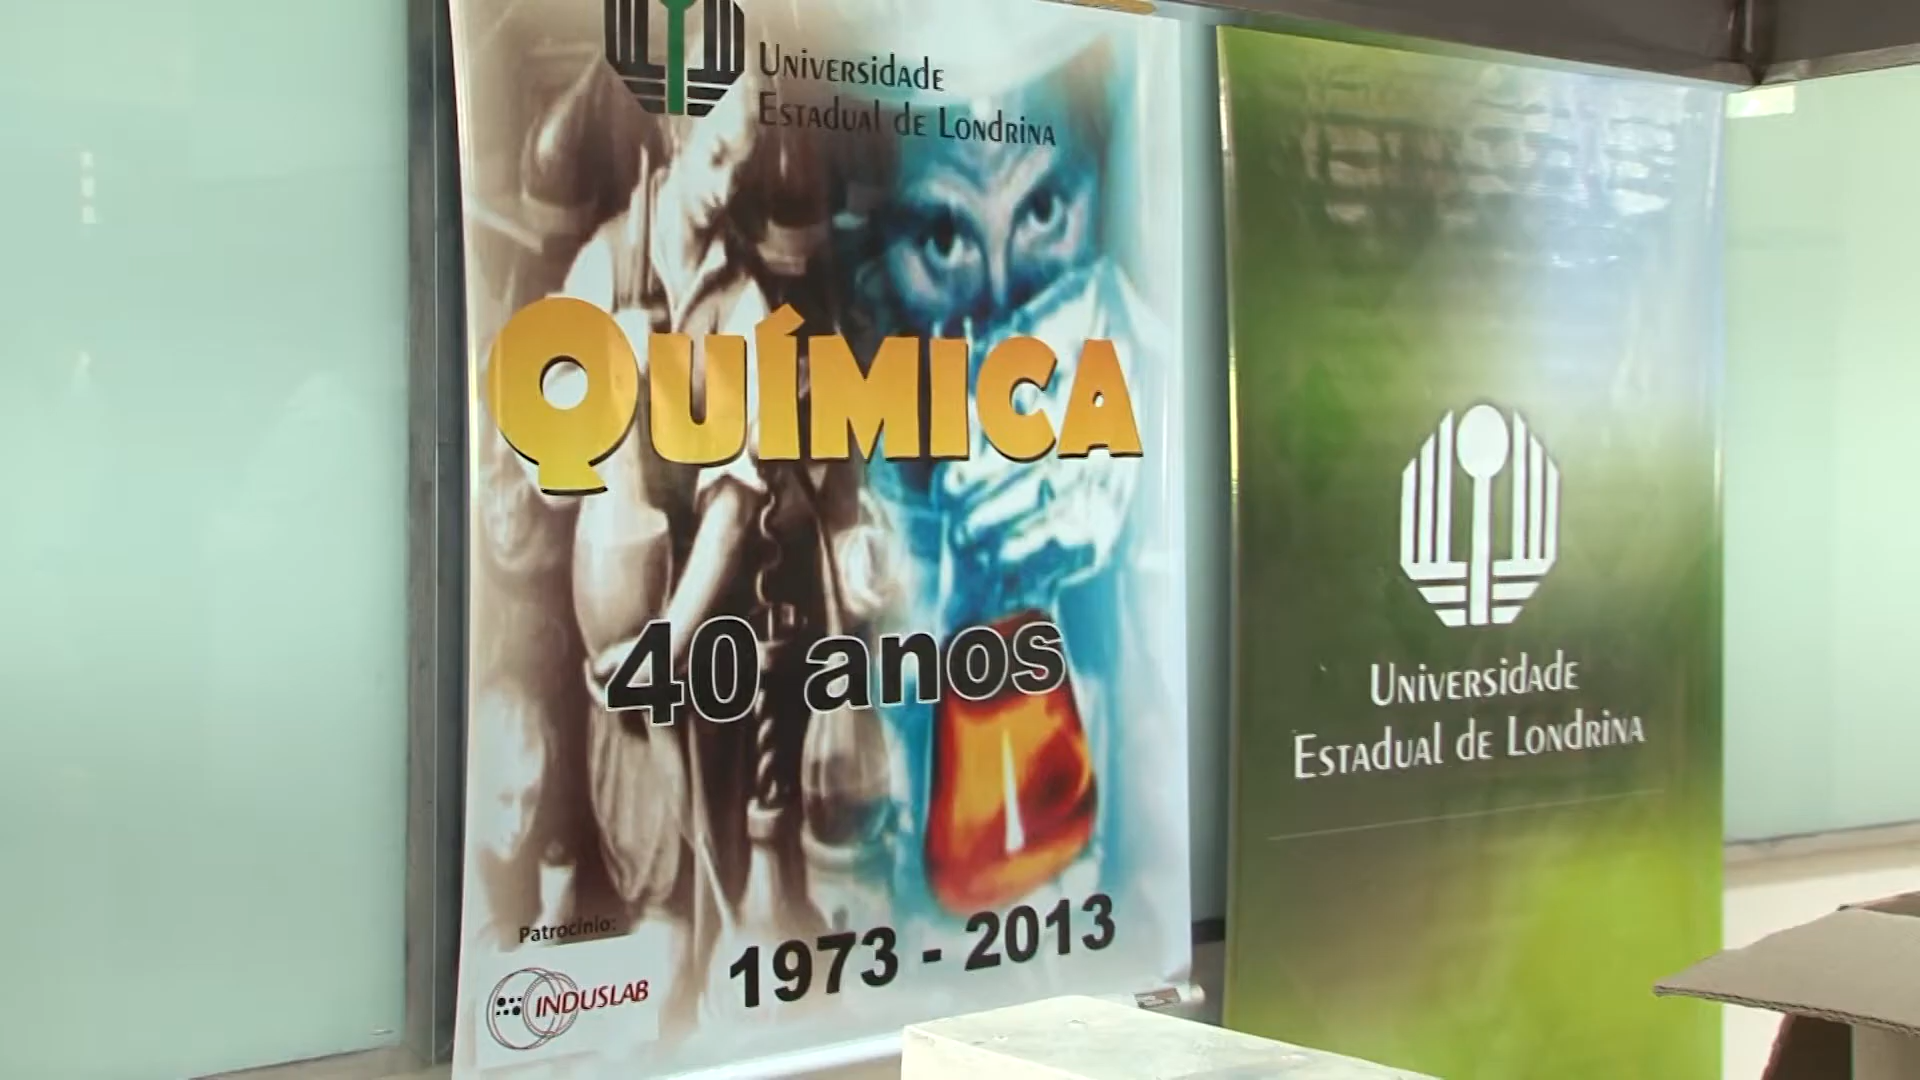 Universidade
Estadual de Londrina
QUÍMICA
40 anos
Patrocínio:
INDUSLAB
1973 - 2013
Universidade
Estadual de Londrina